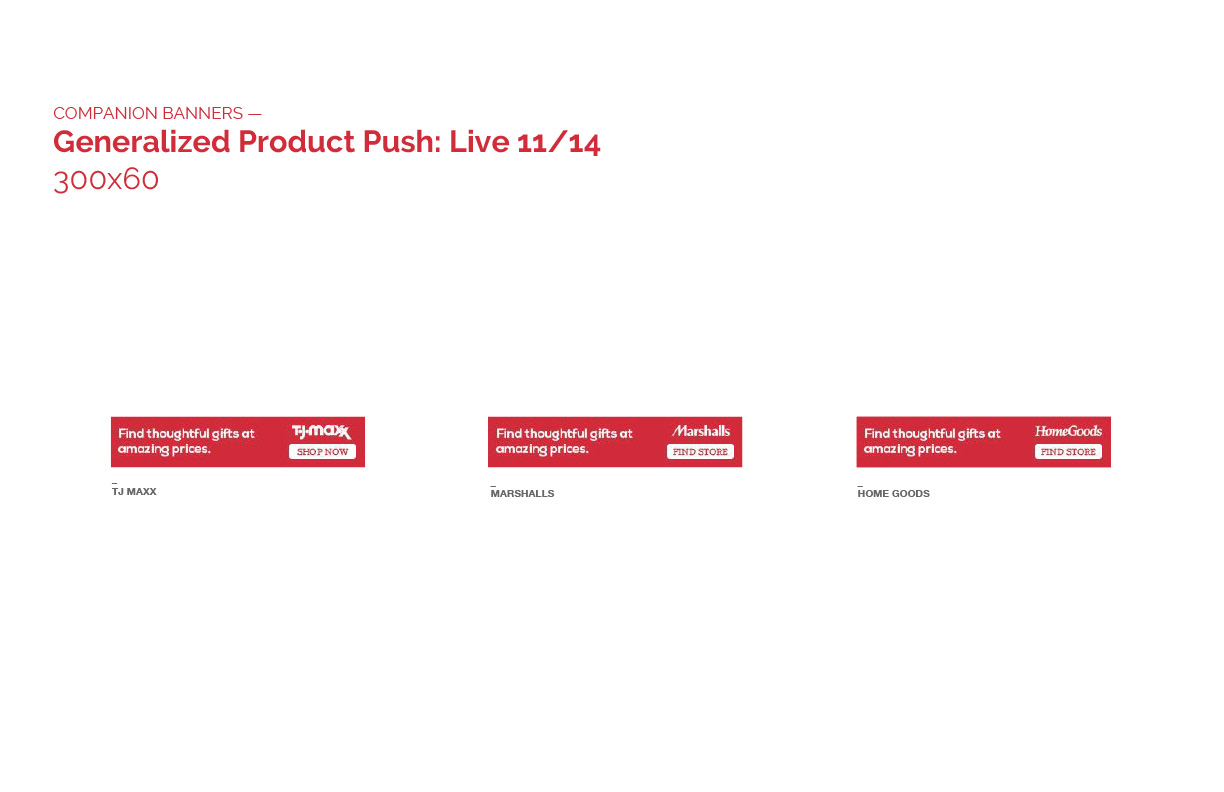 COMPANION BANNERS —
Generalized Product Push: Live 11/14
300x60
Find thoughtful gifts at
amazing prices.
T·J·maxx
SHOP NOW
–
TJ MAXX
Find thoughtful gifts at
amazing prices.
Marshalls
FIND STORE
–
MARSHALLS
Find thoughtful gifts at
amazing prices.
HomeGoods
FIND STORE
–
HOME GOODS